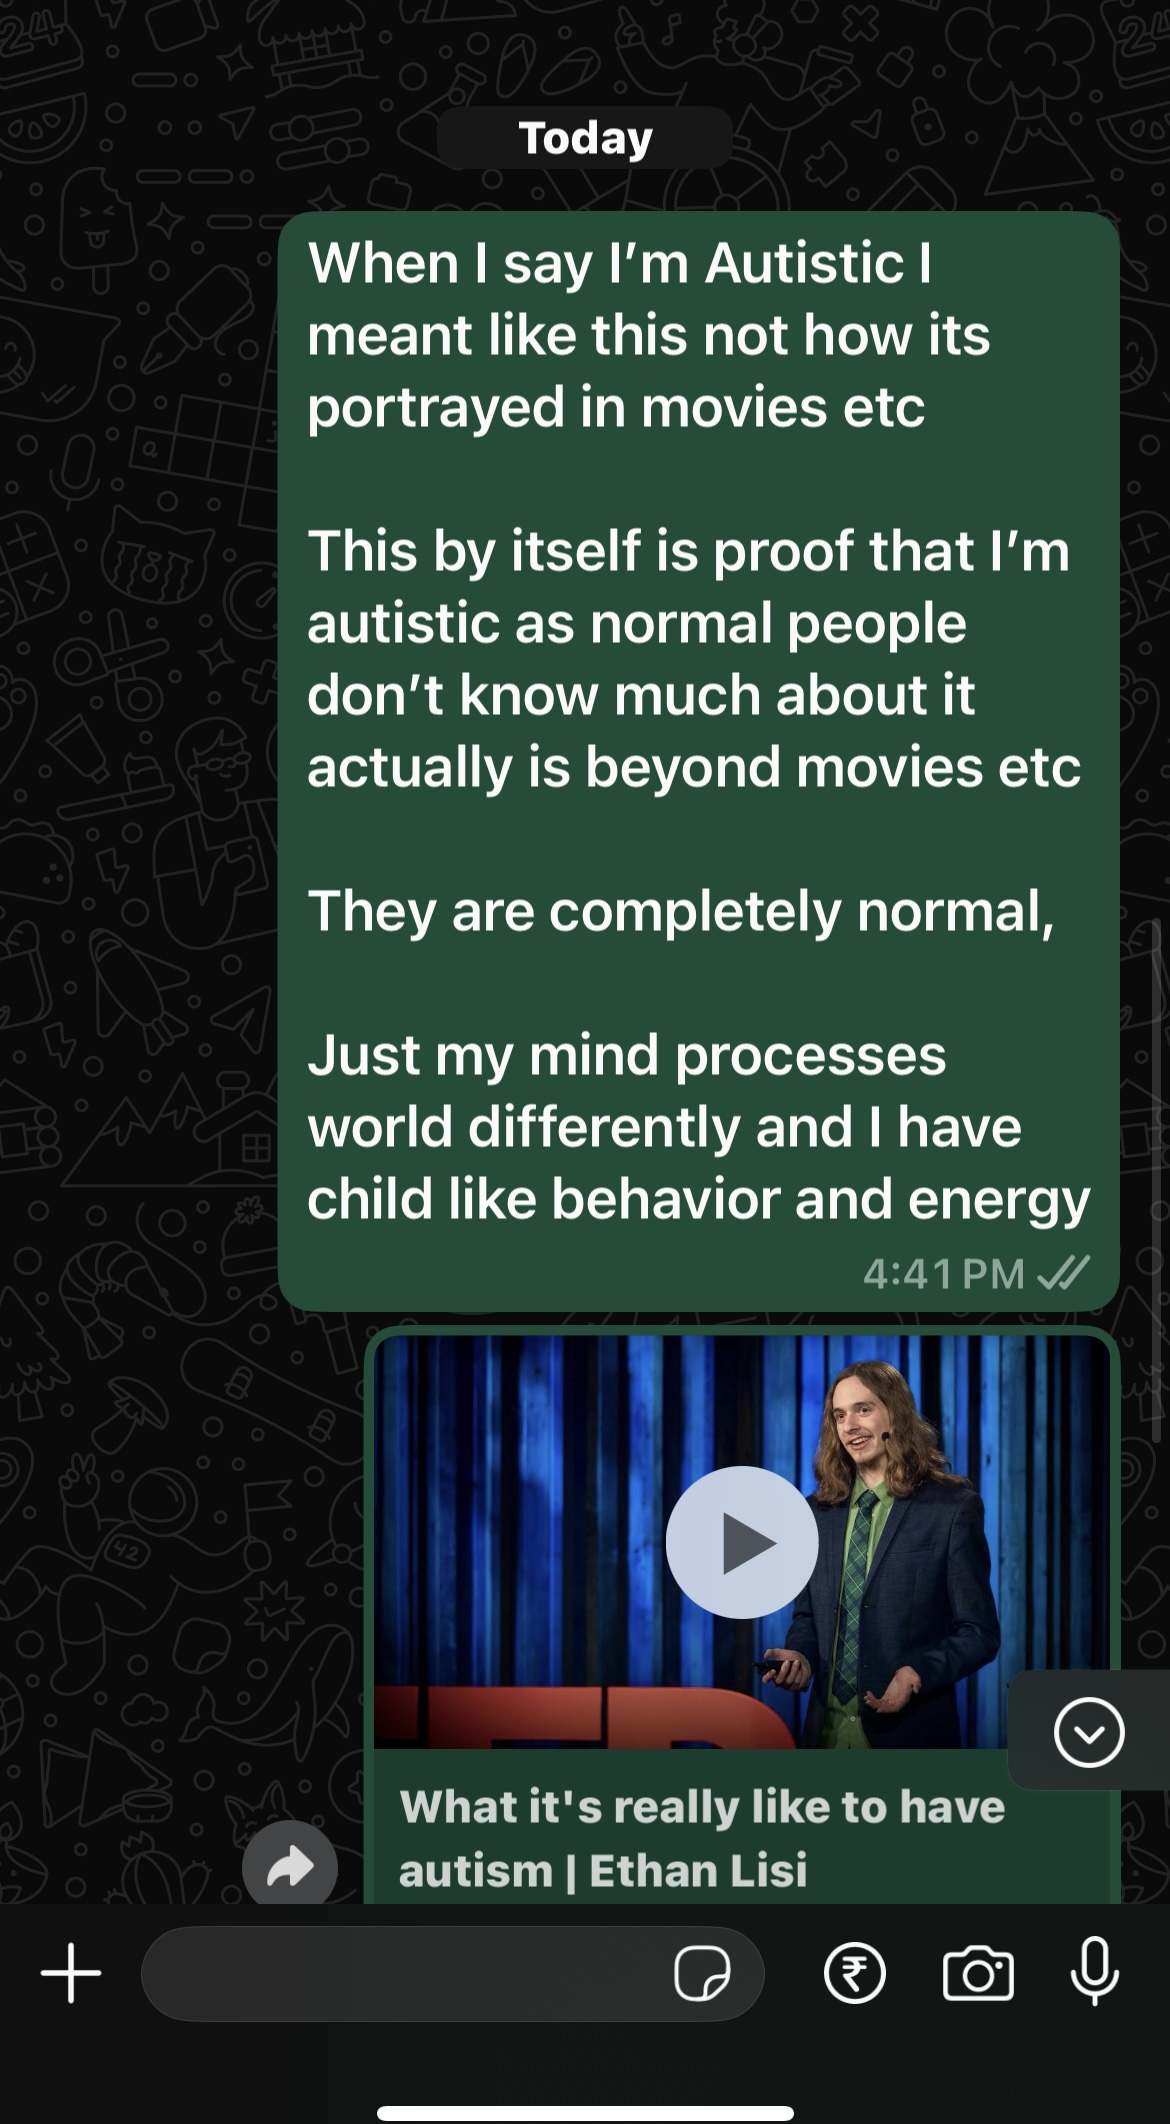 Today
When I say I’m Autistic I
meant like this not how its
portrayed in movies etc
This by itself is proof that I’m
autistic as normal people
don’t know much about it
actually is beyond movies etc
They are completely normal,
Just my mind processes
world differently and I have
child like behavior and energy
4:41 PM
What it's really like to have
autism | Ethan Lisi